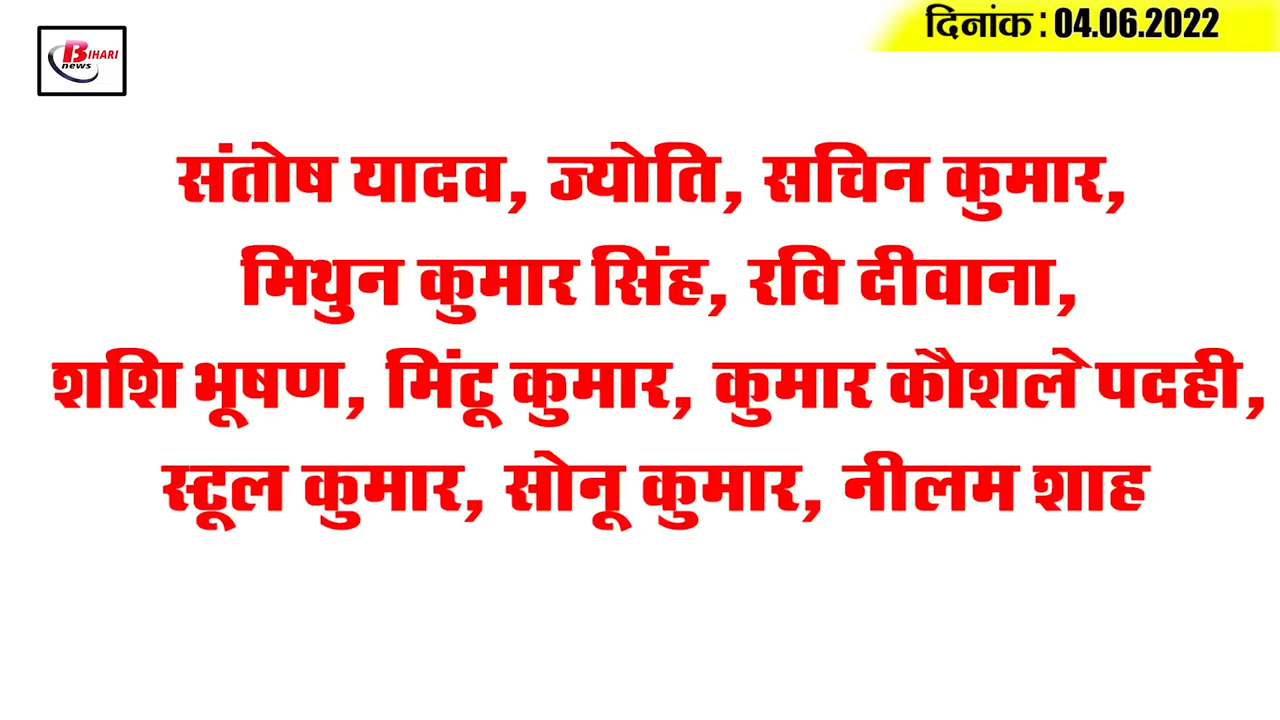 BIHARI
news
दिनांक : 04.06.2022
संतोष यादव, ज्योति, सचिन कुमार,
मिथुन कुमार सिंह, रवि दीवाना,
शशि भूषण, मिंटू कुमार, कुमार कौशले पदही,
स्टूल कुमार, सोनू कुमार, नीलम शाह